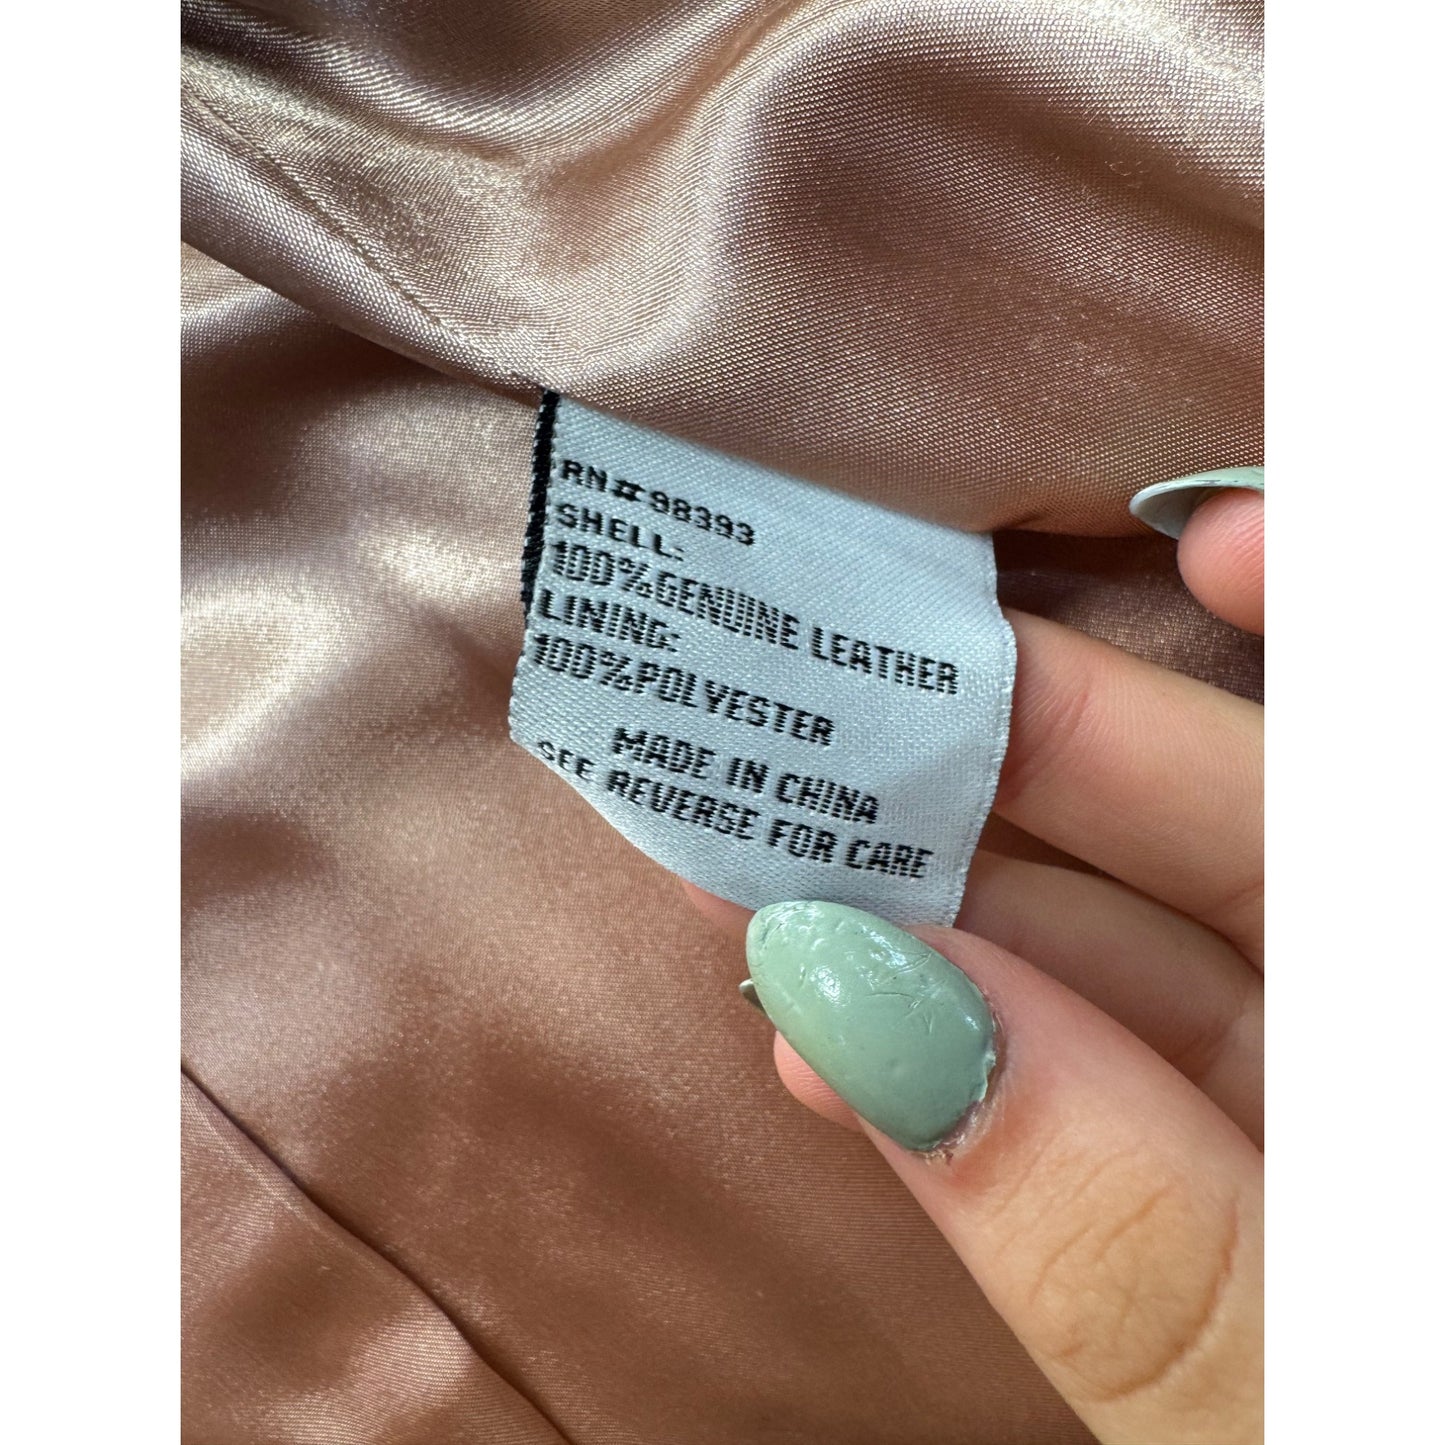 RN#98393
SHELL:
100%GENUINE LEATHER
LINING:
100%POLYESTER
MADE IN CHINA
SEE REVERSE FOR CARE